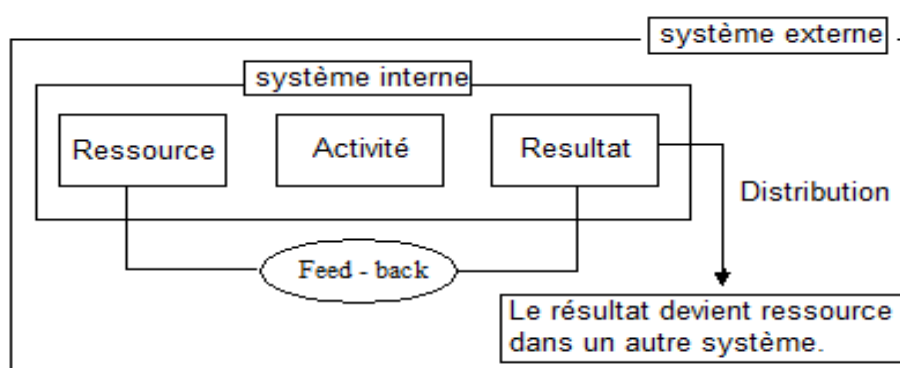 système externe
système interne
Ressource
Activité
Resultat
Distribution
Feed - back
Le résultat devient ressource
dans un autre système.